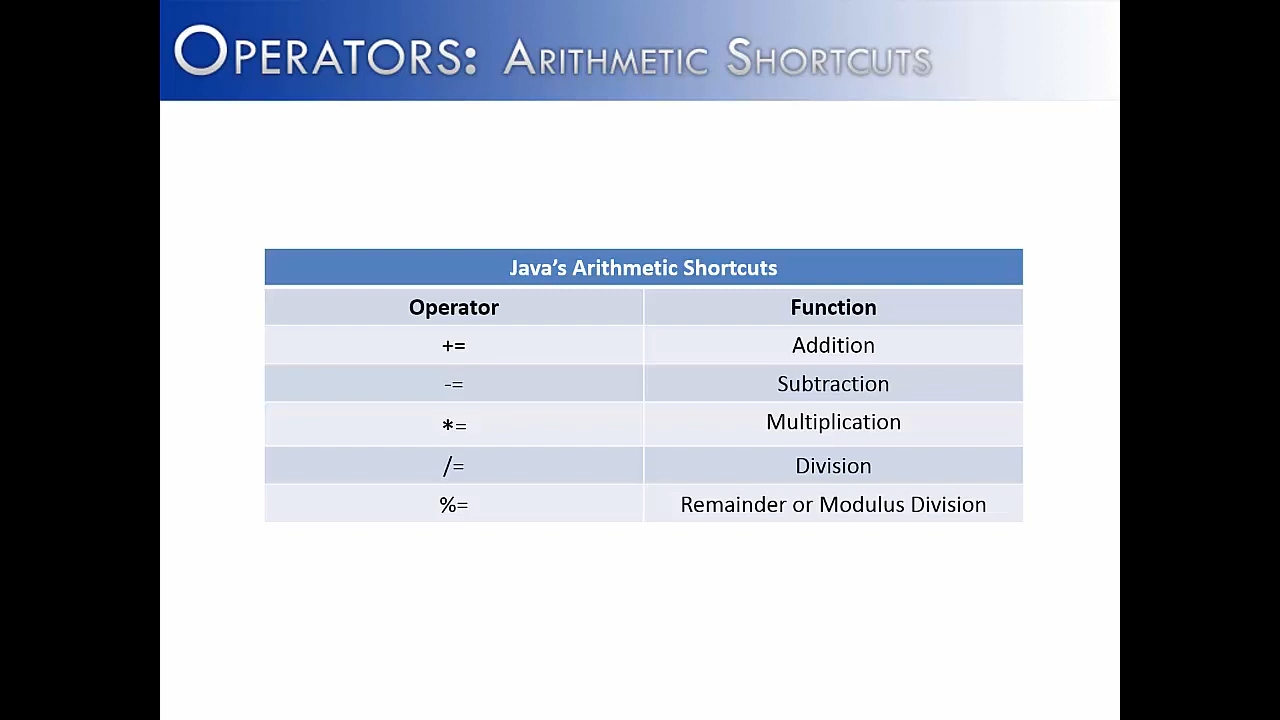 Operators: Arithmetic Shortcuts
Java’s Arithmetic Shortcuts
Operator Function
+= Addition
-= Subtraction
*= Multiplication
/= Division
%= Remainder or Modulus Division